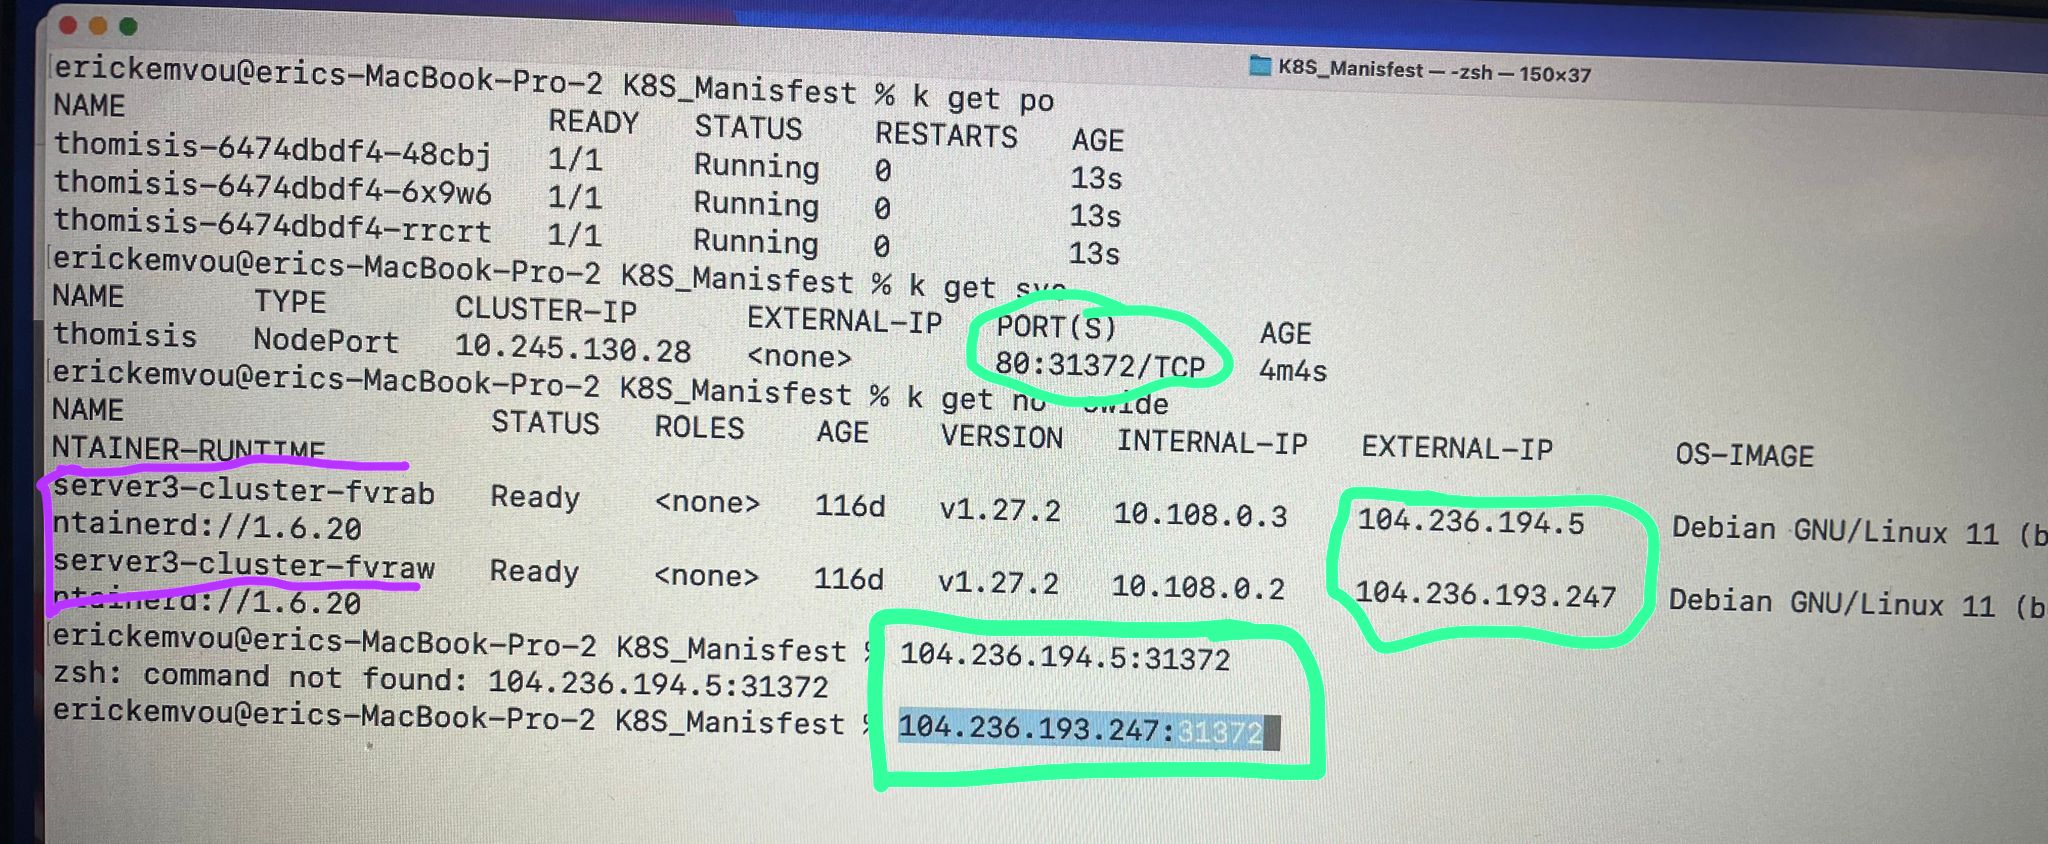 K8S_Manisfest — -zsh — 150×37
erickemvou@erics-MacBook-Pro-2 K8S_Manisfest % k get po
NAME READY STATUS RESTARTS AGE
thomisis-6474dbdf4-48cbj 1/1 Running 0 13s
thomisis-6474dbdf4-6x9w6 1/1 Running 0 13s
thomisis-6474dbdf4-rrcrt 1/1 Running 0 13s
erickemvou@erics-MacBook-Pro-2 K8S_Manisfest % k get svc
NAME TYPE CLUSTER-IP EXTERNAL-IP PORT(S) AGE
thomisis NodePort 10.245.130.28 <none> 80:31372/TCP 4m4s
erickemvou@erics-MacBook-Pro-2 K8S_Manisfest % k get no -owide
NAME STATUS ROLES AGE VERSION INTERNAL-IP EXTERNAL-IP OS-IMAGE
NTAINER-RUNTIME
server3-cluster-fvrab Ready <none> 116d v1.27.2 10.108.0.3 104.236.194.5 Debian GNU/Linux 11 (b
ntainerd://1.6.20
server3-cluster-fvraw Ready <none> 116d v1.27.2 10.108.0.2 104.236.193.247 Debian GNU/Linux 11 (b
ntainerd://1.6.20
erickemvou@erics-MacBook-Pro-2 K8S_Manisfest % 104.236.194.5:31372
zsh: command not found: 104.236.194.5:31372
erickemvou@erics-MacBook-Pro-2 K8S_Manisfest % 104.236.193.247:31372